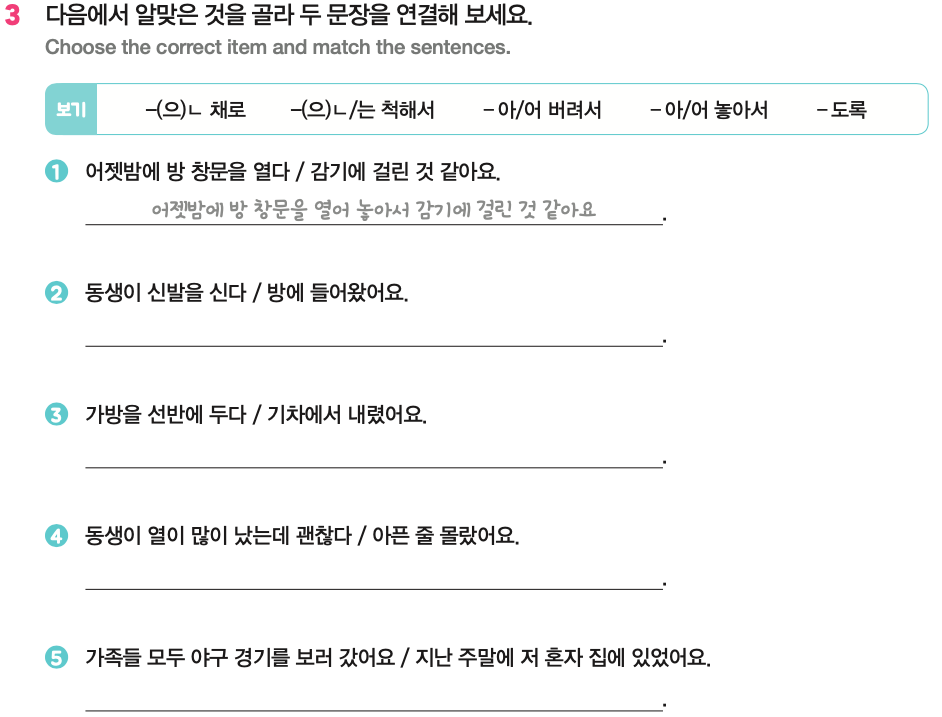 3 다음에서 알맞은 것을 골라 두 문장을 연결해 보세요.
Choose the correct item and match the sentences.
보기 –(으)ㄴ 채로 –(으)ㄴ/는 척해서 – 아/어 버려서 – 아/어 놓아서 – 도록
1 어젯밤에 방 창문을 열다 / 감기에 걸린 것 같아요.
어젯밤에 방 창문을 열어 놓아서 감기에 걸린 것 같아요.
2 동생이 신발을 신다 / 방에 들어왔어요.
.
3 가방을 선반에 두다 / 기차에서 내렸어요.
.
4 동생이 열이 많이 났는데 괜찮다 / 아픈 줄 몰랐어요.
.
5 가족들 모두 야구 경기를 보러 갔어요 / 지난 주말에 저 혼자 집에 있었어요.
.